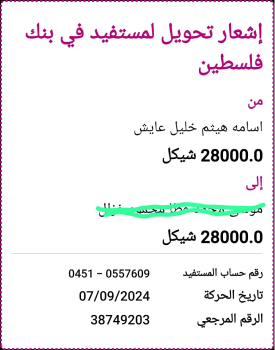 إشعار تحويل لمستفيد في بنك
فلسطين
من
اسامه هيثم خليل عايش
28000.0 شيكل
إلى
28000.0 شيكل
رقم حساب المستفيد 0557609 – 0451
تاريخ الحركة 07/09/2024
الرقم المرجعي 38749203